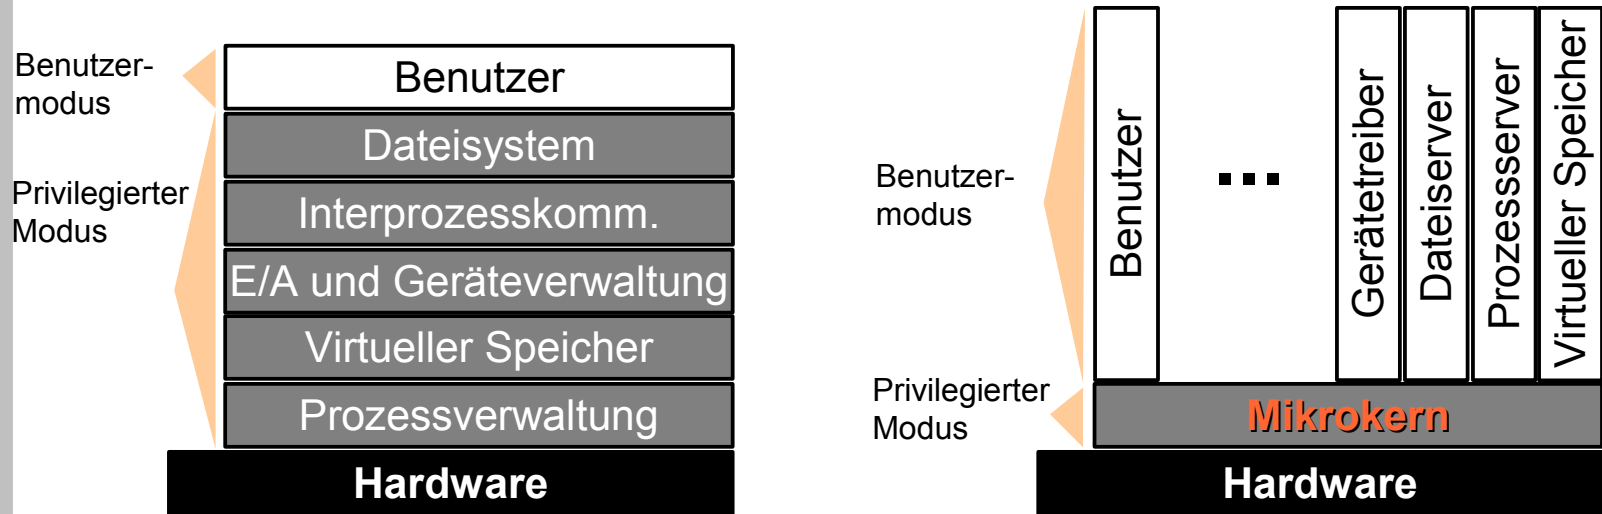 Benutzer-
modus
Benutzer
Dateisystem
Privilegierter
Modus
Interprozesskomm.
E/A und Geräteverwaltung
Virtueller Speicher
Prozessverwaltung
Hardware
Benutzer-
modus
Benutzer
...
Gerätetreiber
Dateiserver
Prozessserver
Virtueller Speicher
Privilegierter
Modus
Mikrokern
Hardware